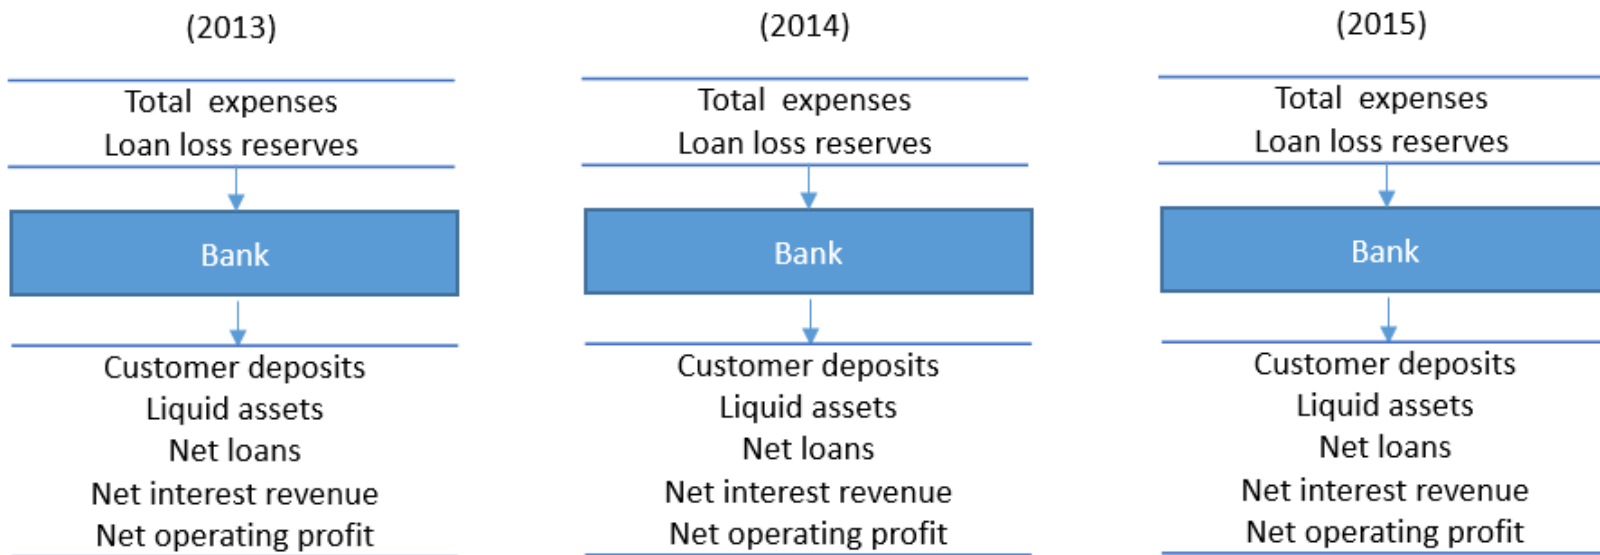 (2013)
Total expenses
Loan loss reserves
Bank
Customer deposits
Liquid assets
Net loans
Net interest revenue
Net operating profit
(2014)
Total expenses
Loan loss reserves
Bank
Customer deposits
Liquid assets
Net loans
Net interest revenue
Net operating profit
(2015)
Total expenses
Loan loss reserves
Bank
Customer deposits
Liquid assets
Net loans
Net interest revenue
Net operating profit